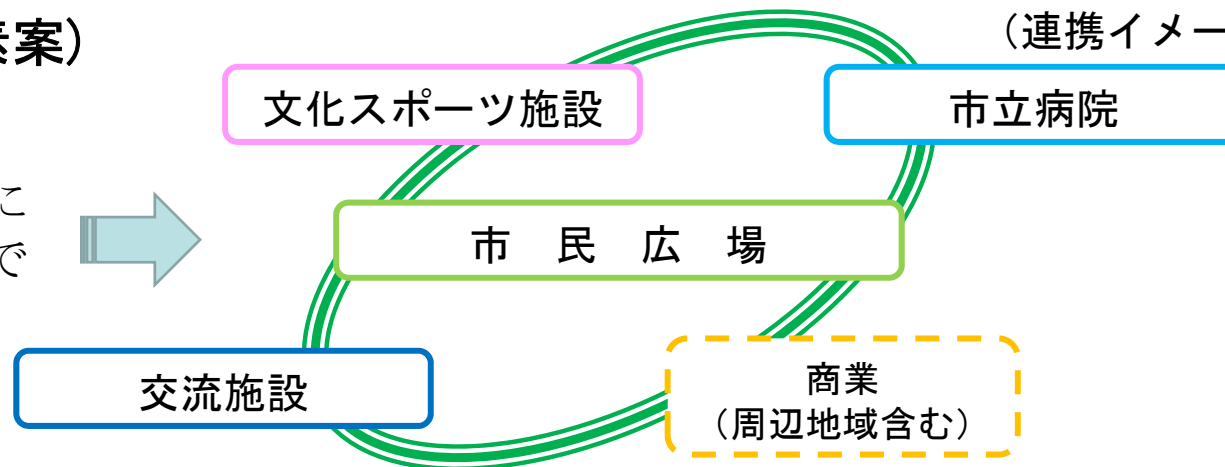 素案)
(連携イメー
文化スポーツ施設
市立病院
こ
で
市 民 広 場
交流施設
商業
(周辺地域含む)